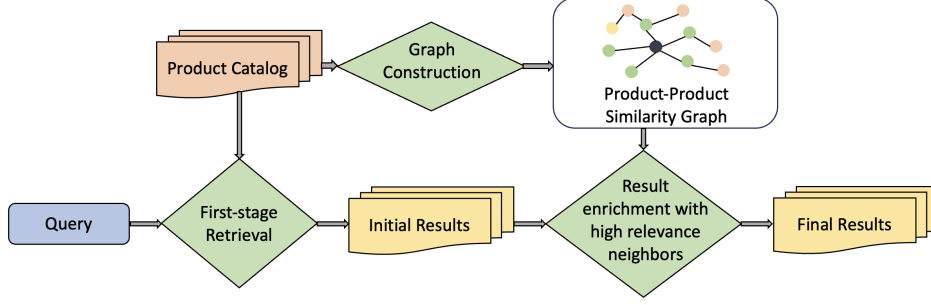 Product Catalog
Graph
Construction
Product-Product
Similarity Graph
Query
First-stage
Retrieval
Initial Results
Result
enrichment with
high relevance
neighbors
Final Results